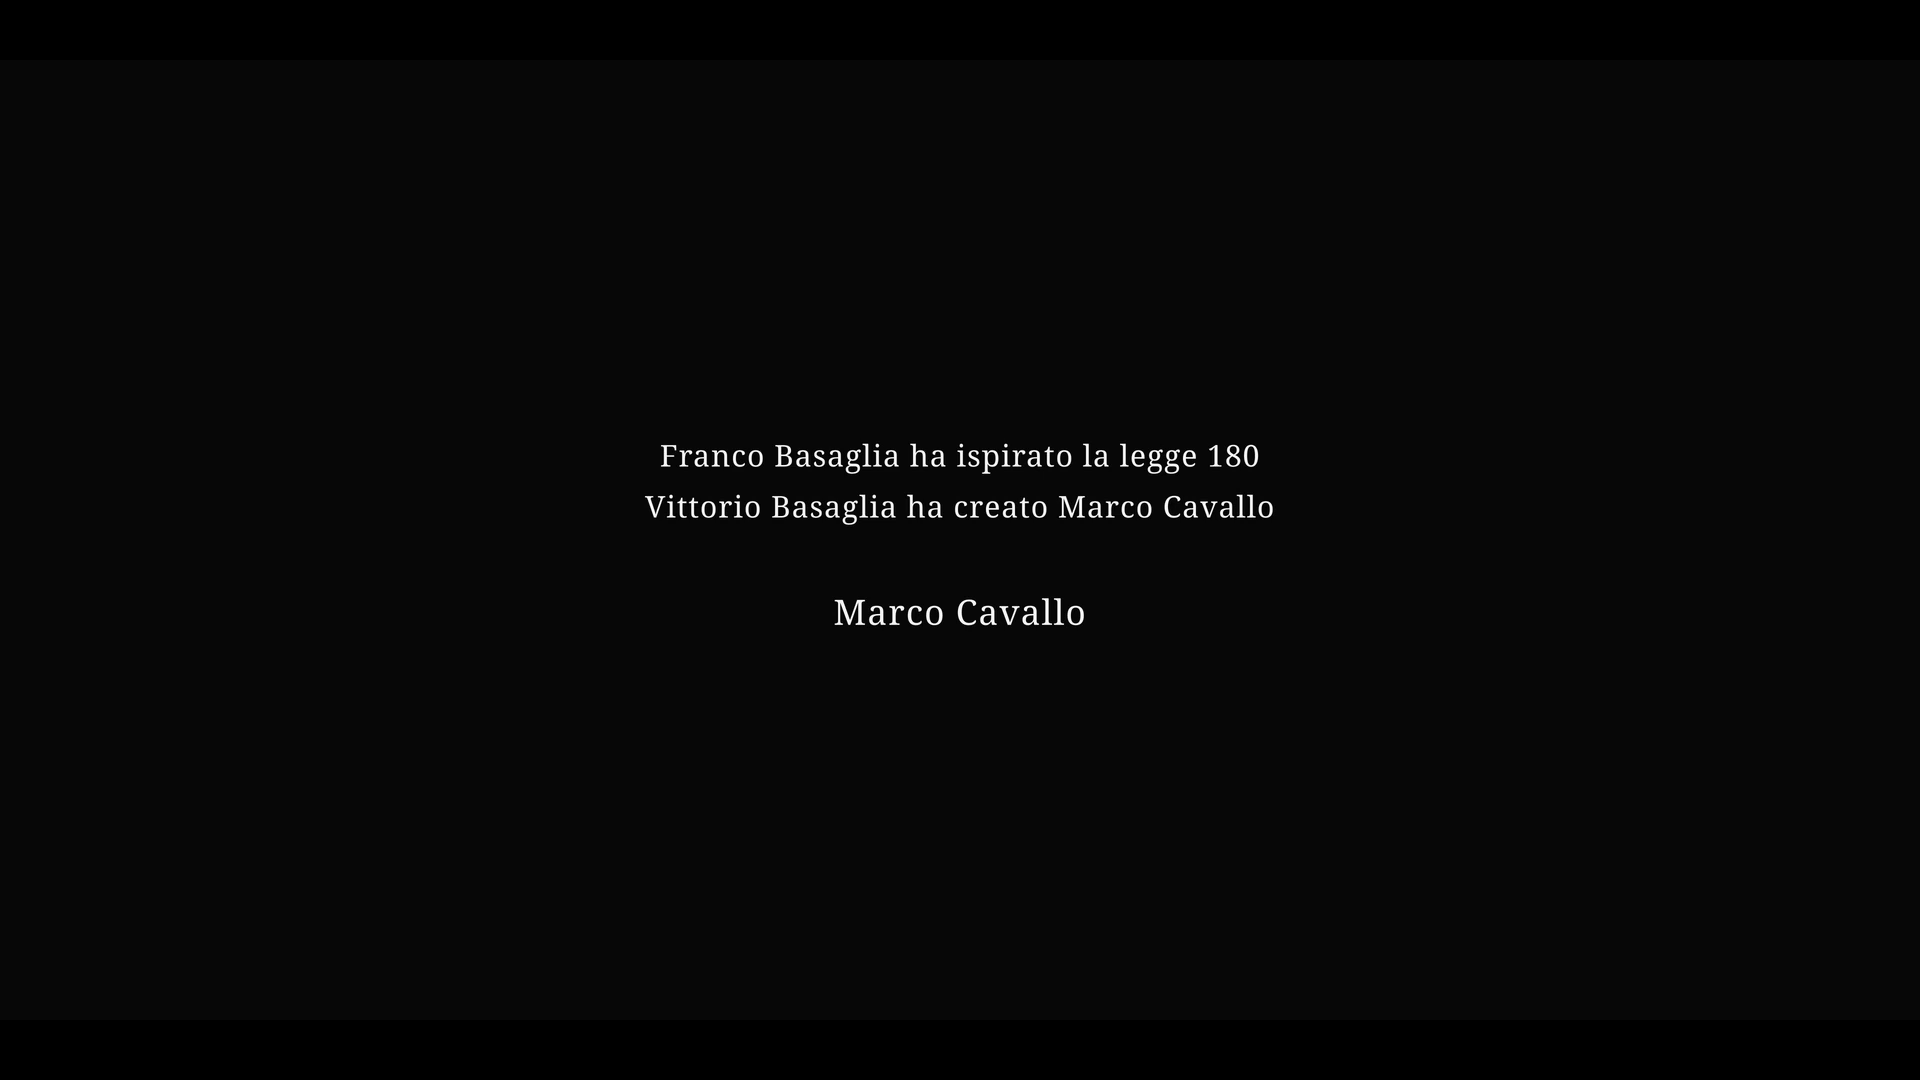 Franco Basaglia ha ispirato la legge 180
Vittorio Basaglia ha creato Marco Cavallo
Marco Cavallo